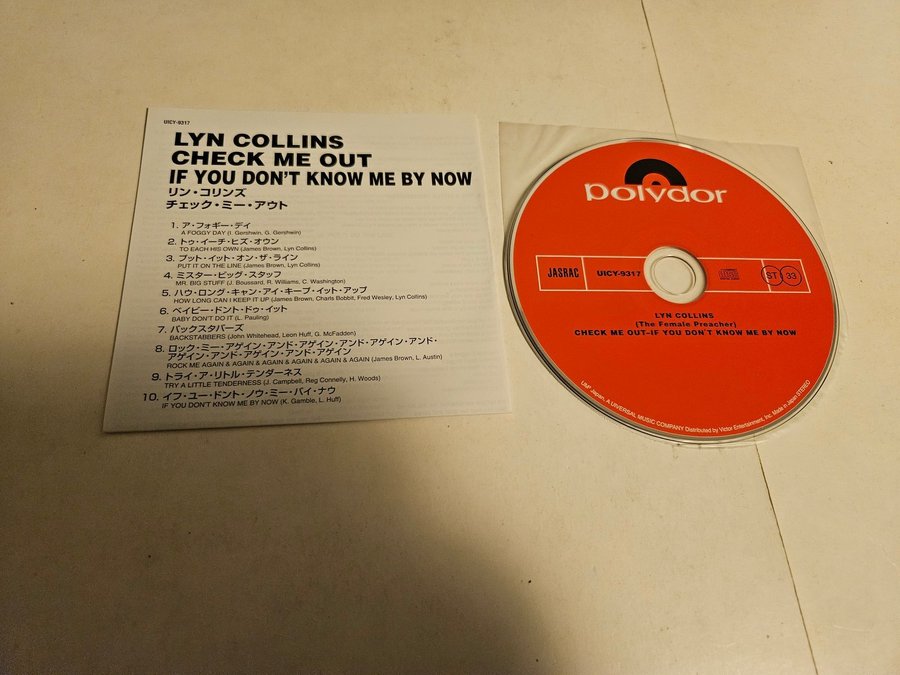 UICY-9317
LYN COLLINS
CHECK ME OUT
IF YOU DON'T KNOW ME BY NOW
リン・コリンズ
チェック・ミー・アウト
1. ア・フォギー・デイ
A FOGGY DAY (I. Gershwin, G. Gershwin)
2. トゥ・イーチ・ヒズ・オウン
TO EACH HIS OWN (James Brown, Lyn Collins)
3. プット・イット・オン・ザ・ライン
PUT IT ON THE LINE (James Brown, Lyn Collins)
4. ミスター・ビッグ・スタッフ
MR. BIG STUFF (J. Boussard, R. Williams, C. Washington)
5. ハウ・ロング・キャン・アイ・キープ・イット・アップ
HOW LONG CAN I KEEP IT UP (James Brown, Charls Bobbit, Fred Wesley, Lyn Collins)
6. ベイビー・ドント・ドゥ・イット
BABY DON'T DO IT (L. Pauling)
7. バックスタバーズ
BACKSTABBERS (John Whitehead, Leon Huff, G. McFadden)
8. ロック・ミー・アゲイン・アンド・アゲイン・アンド・アゲイン・アンド・
アゲイン・アンド・アゲイン・アンド・アゲイン
ROCK ME AGAIN & AGAIN & AGAIN & AGAIN & AGAIN & AGAIN (James Brown, L. Austin)
9. トライ・ア・リトル・テンダーネス
TRY A LITTLE TENDERNESS (J. Campbell, Reg Connelly, H. Woods)
10. イフ・ユー・ドント・ノウ・ミー・バイ・ナウ
IF YOU DON'T KNOW ME BY NOW (K. Gamble, L. Huff)
polydor
JASRAC
UICY-9317
ST
33
LYN COLLINS
(The Female Preacher)
CHECK ME OUT-IF YOU DON'T KNOW ME BY NOW
UM³ Japan, A UIVERSAL MUSIC COMPANY Distributed by Victor Entertainment, Inc. Made in Japan STEREO